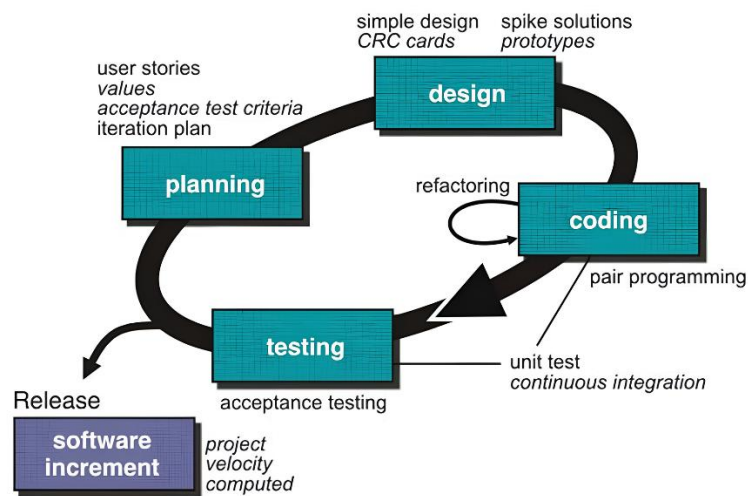 simple design
CRC cards
spike solutions
prototypes
user stories
values
acceptance test criteria
iteration plan
design
planning
refactoring
coding
pair programming
testing
unit test
continuous integration
acceptance testing
Release
software
increment
project
velocity
computed